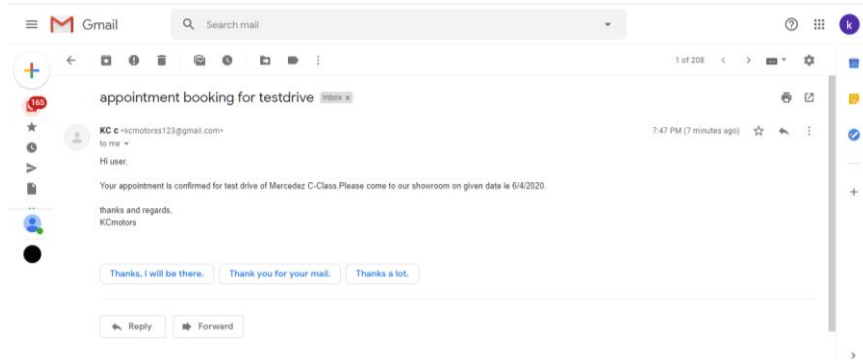 Gmail
Search mail
k
1 of 208
165
appointment booking for testdrive Inbox x
KC c <kcmotorss123@gmail.com> 7:47 PM (7 minutes ago)
to me
Hi user,
Your appointment is confirmed for test drive of Mercedez C-Class.Please come to our showroom on given date ie 6/4/2020.
thanks and regards,
KCmotors
Thanks, I will be there. Thank you for your mail. Thanks a lot.
Reply Forward